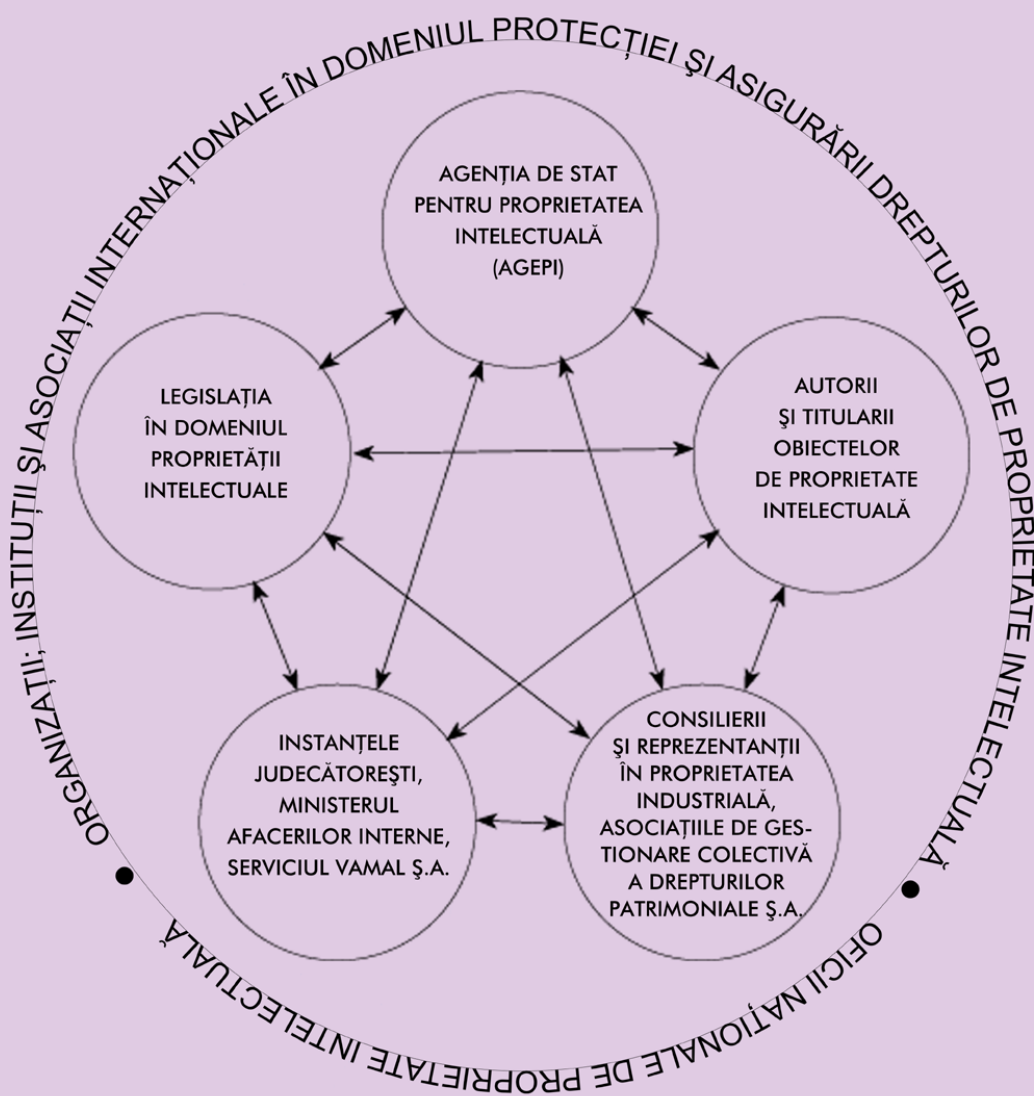 ORGANIZAȚII; INSTITUȚII ŞI ASOCIAȚII INTERNAȚIONALE ÎN DOMENIUL PROTECȚIEI ŞI ASIGURĂRII DREPTURILOR DE PROPRIETATE INTELECTUALĂ
AGENȚIA DE STAT
PENTRU PROPRIETATEA
INTELECTUALĂ
(AGEPI)
LEGISLAȚIA
ÎN DOMENIUL
PROPRIETĂȚII
INTELECTUALE
AUTORII
ŞI TITULARII
OBIECTELOR
DE PROPRIETATE
INTELECTUALĂ
INSTANȚELE
JUDECĂTOREŞTI,
MINISTERUL
AFACERILOR INTERNE,
SERVICIUL VAMAL Ş.A.
CONSILIERII
ŞI REPREZENTANȚII
ÎN PROPRIETATEA
INDUSTRIALĂ,
ASOCIAȚIILE DE GES-
TIONARE COLECTIVĂ
A DREPTURILOR
PATRIMONIALE Ş.A.
OFICII NAȚIONALE DE PROPRIETATE INTELECTUALĂ